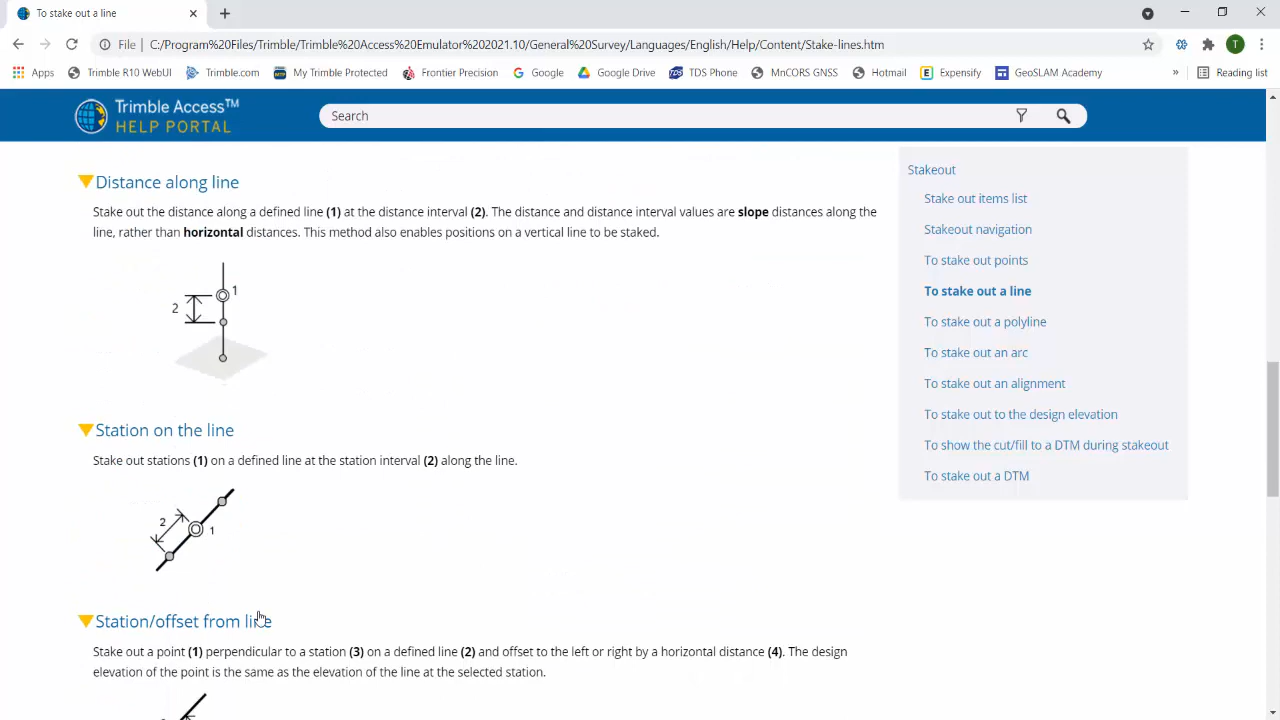 To stake out a line
File
C:/Program%20Files/Trimble/Trimble%20Access%20Emulator%202021.10/General%20Survey/Languages/English/Help/Content/Stake-lines.htm
T
Apps
Trimble R10 WebUI
Trimble.com
My Trimble Protected
Frontier Precision
Google
Google Drive
TDS Phone
MnCORS GNSS
Hotmail
Expensify
GeoSLAM Academy
»
Reading list
Trimble Access™
HELP PORTAL
Search
Distance along line
Stake out the distance along a defined line (1) at the distance interval (2). The distance and distance interval values are slope distances along the
line, rather than horizontal distances. This method also enables positions on a vertical line to be staked.
1
2
Station on the line
Stake out stations (1) on a defined line at the station interval (2) along the line.
2
1
Station/offset from line
Stake out a point (1) perpendicular to a station (3) on a defined line (2) and offset to the left or right by a horizontal distance (4). The design
elevation of the point is the same as the elevation of the line at the selected station.
Stakeout
Stake out items list
Stakeout navigation
To stake out points
To stake out a line
To stake out a polyline
To stake out an arc
To stake out an alignment
To stake out to the design elevation
To show the cut/fill to a DTM during stakeout
To stake out a DTM